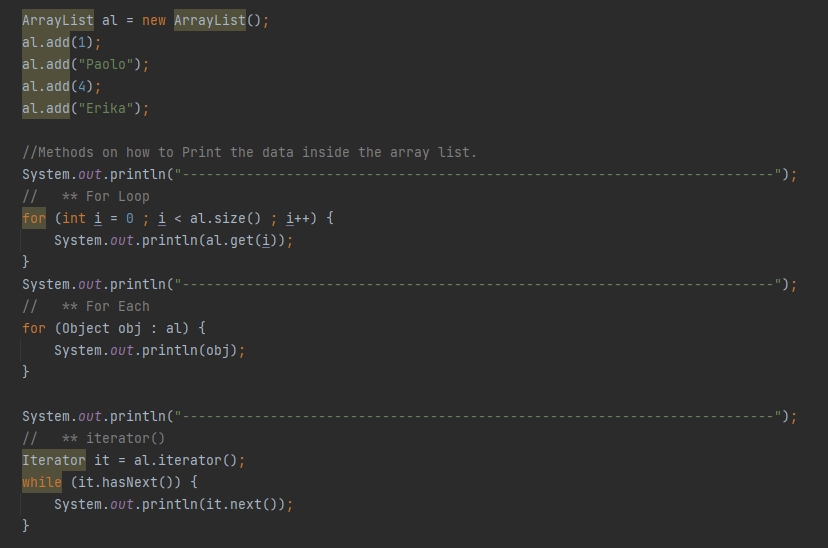 ArrayList al = new ArrayList();
al.add(1);
al.add("Paolo");
al.add(4);
al.add("Erika");
//Methods on how to Print the data inside the array list.
System.out.println("--------------------------------------------------------------------------");
//   ** For Loop
for (int i = 0 ; i < al.size() ; i++) {
    System.out.println(al.get(i));
}
System.out.println("--------------------------------------------------------------------------");
//   ** For Each
for (Object obj : al) {
    System.out.println(obj);
}
System.out.println("--------------------------------------------------------------------------");
//   ** iterator()
Iterator it = al.iterator();
while (it.hasNext()) {
    System.out.println(it.next());
}